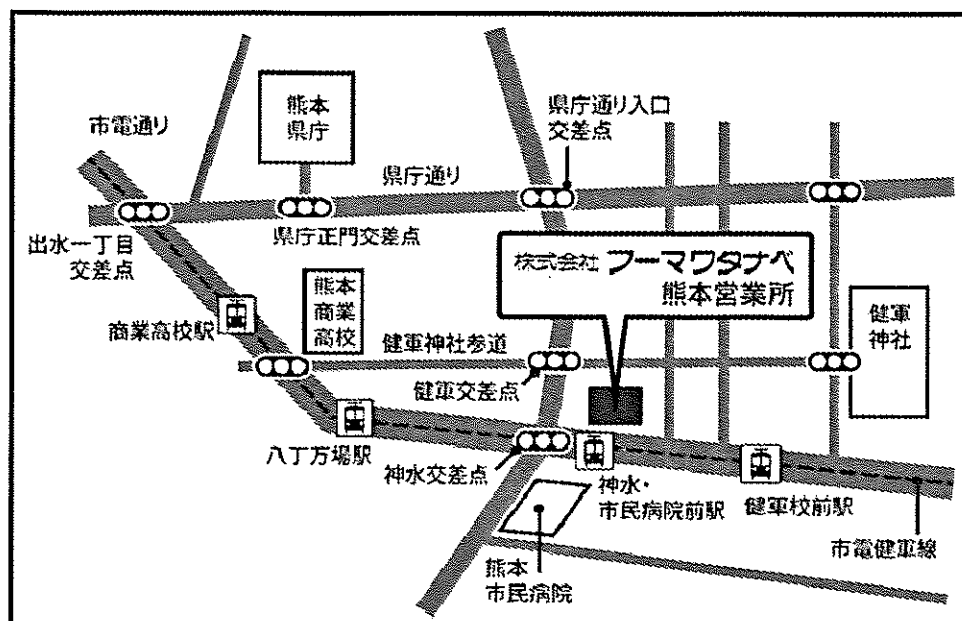 市電通り
熊本
県庁
県庁通り入口
交差点
県庁通り
出水一丁目
交差点
県庁正門交差点
株式会社 フーマワタナベ
熊本営業所
熊本
商業
高校
商業高校駅
健軍神社参道
健軍
神社
健軍交差点
八丁方場駅
神水交差点
神水・
市民病院前駅
健軍校前駅
市電健軍線
熊本
市民病院